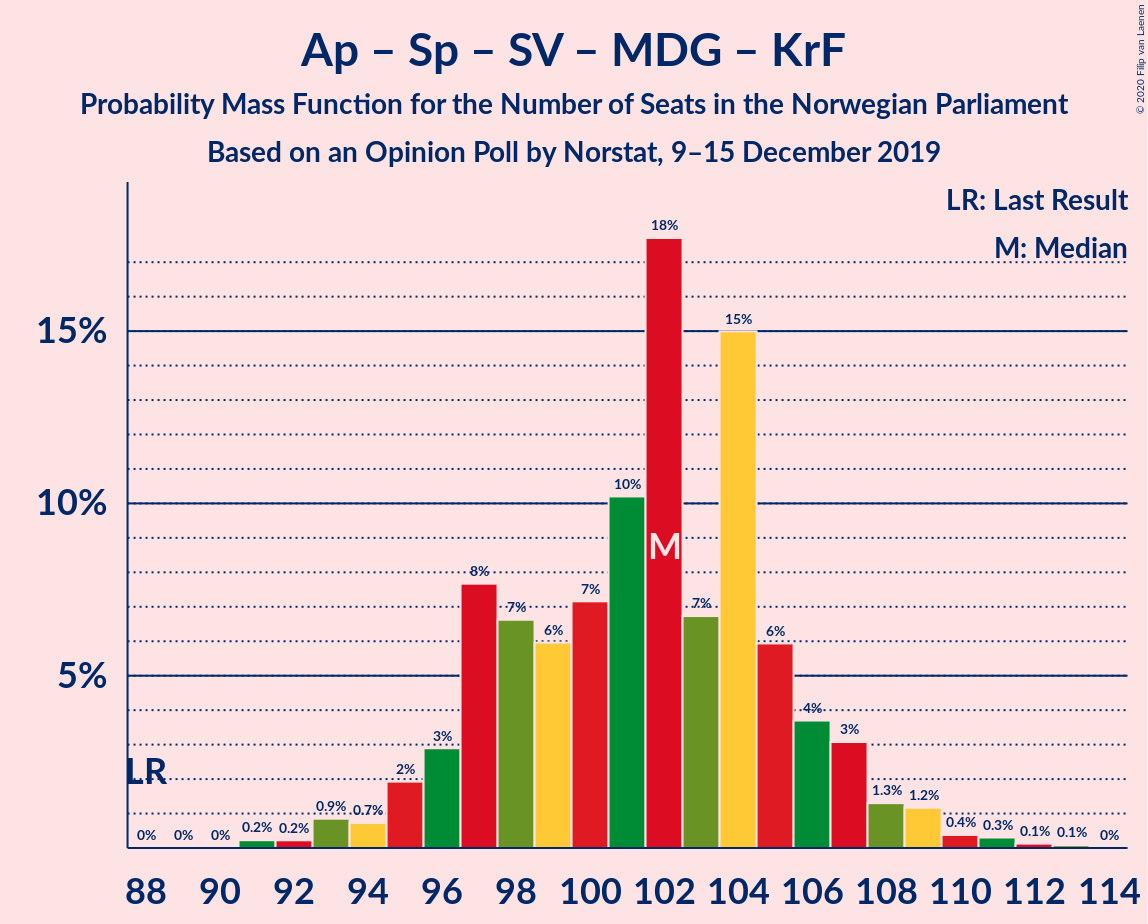 Ap – Sp – SV – MDG – KrF
Probability Mass Function for the Number of Seats in the Norwegian Parliament
Based on an Opinion Poll by Norstat, 9–15 December 2019
© 2020 Filip van Laenen
LR: Last Result
M: Median
15%
10%
5%
LR
M
0% 0% 0% 0.2% 0.2% 0.9% 0.7% 2% 3% 8% 7% 6% 7% 10% 18% 7% 15% 6% 4% 3% 1.3% 1.2% 0.4% 0.3% 0.1% 0.1% 0%
88 90 92 94 96 98 100 102 104 106 108 110 112 114